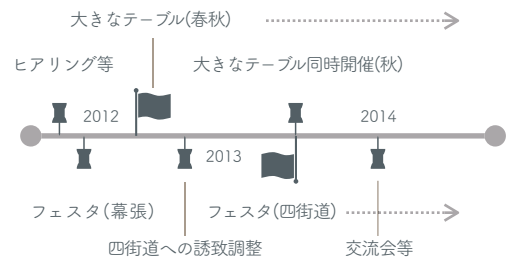 大きなテーブル(春秋)
ヒアリング等
大きなテーブル同時開催(秋)
2012
2014
2013
フェスタ(幕張)
フェスタ(四街道)
四街道への誘致調整
交流会等